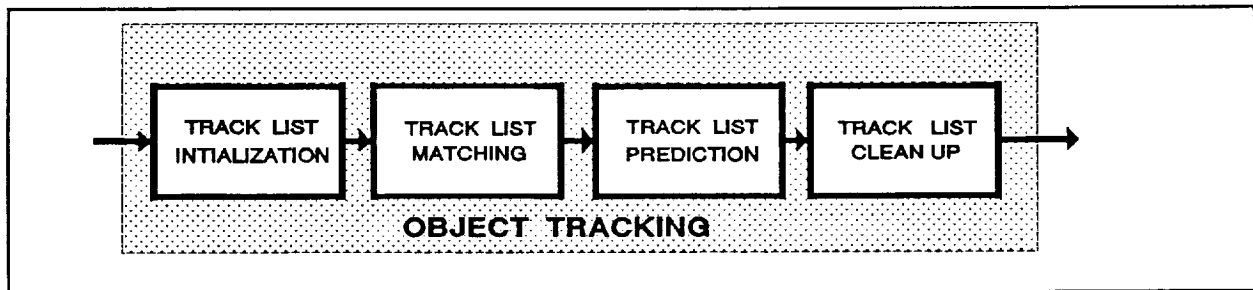 TRACK LIST
INTIALIZATION
TRACK LIST
MATCHING
TRACK LIST
PREDICTION
TRACK LIST
CLEAN UP
OBJECT TRACKING